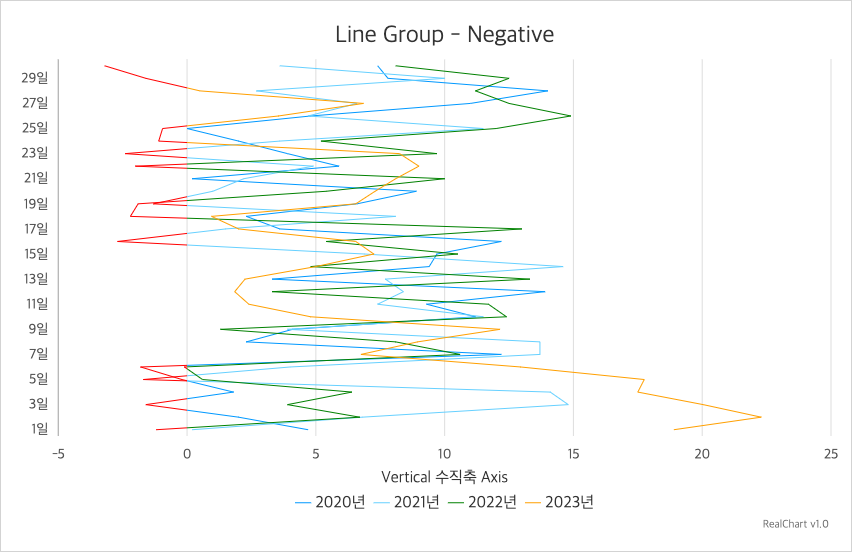 Line Group - Negative
29일
27일
25일
23일
21일
19일
17일
15일
13일
11일
9일
7일
5일
3일
1일
-5 0 5 10 15 20 25
Vertical 수직축 Axis
2020년 2021년 2022년 2023년
RealChart v1.0